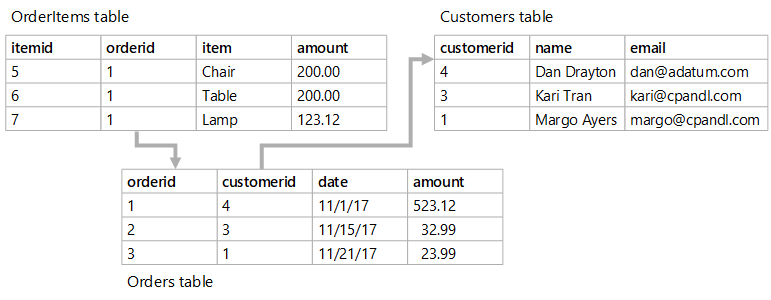 OrderItems table
itemid orderid item amount
5 1 Chair 200.00
6 1 Table 200.00
7 1 Lamp 123.12
Customers table
customerid name email
4 Dan Drayton dan@adatum.com
3 Kari Tran kari@cpandl.com
1 Margo Ayers margo@cpandl.com
orderid customerid date amount
1 4 11/1/17 523.12
2 3 11/15/17 32.99
3 1 11/21/17 23.99
Orders table